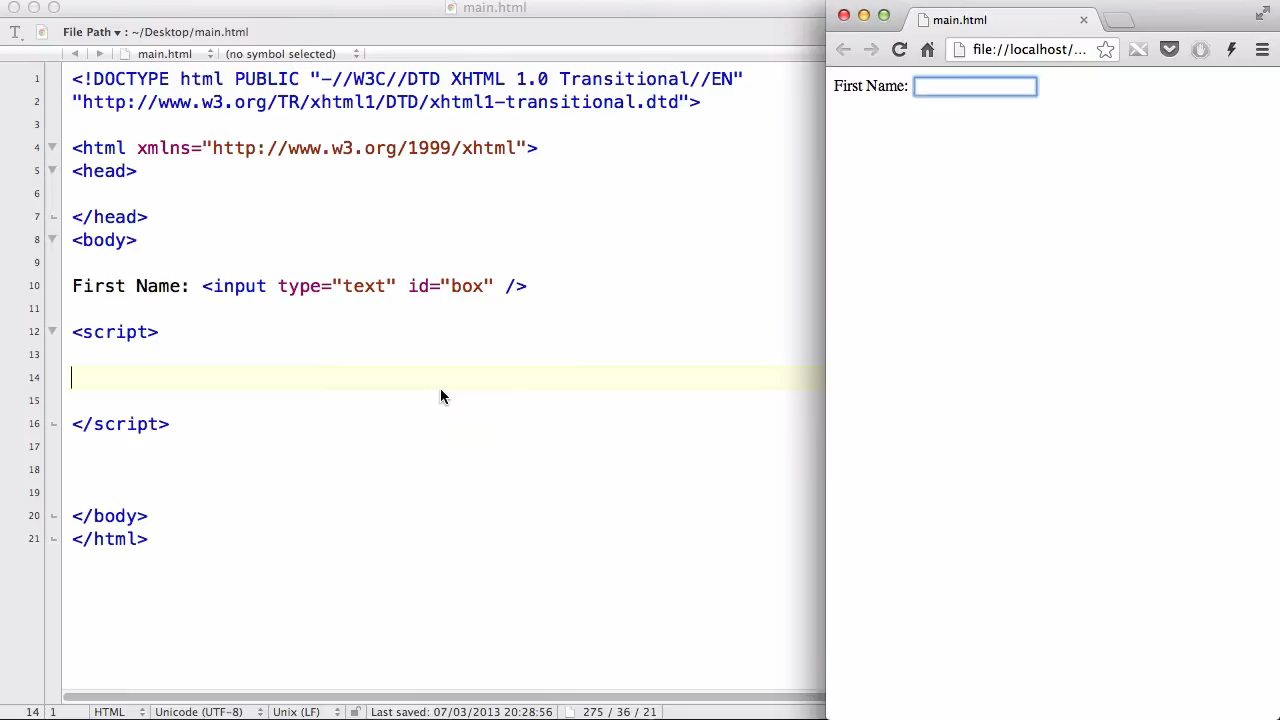 main.html
File Path ▾ : ~/Desktop/main.html
main.html (no symbol selected)
1 <!DOCTYPE html PUBLIC "-//W3C//DTD XHTML 1.0 Transitional//EN"
2 "http://www.w3.org/TR/xhtml1/DTD/xhtml1-transitional.dtd">
3
4 <html xmlns="http://www.w3.org/1999/xhtml">
5 <head>
6
7 </head>
8 <body>
9
10 First Name: <input type="text" id="box" />
11
12 <script>
13
14
15
16 </script>
17
18
19
20 </body>
21 </html>
14 1 HTML Unicode (UTF-8) Unix (LF) Last saved: 07/03/2013 20:28:56 275 / 36 / 21
main.html
file://localhost/...
First Name: